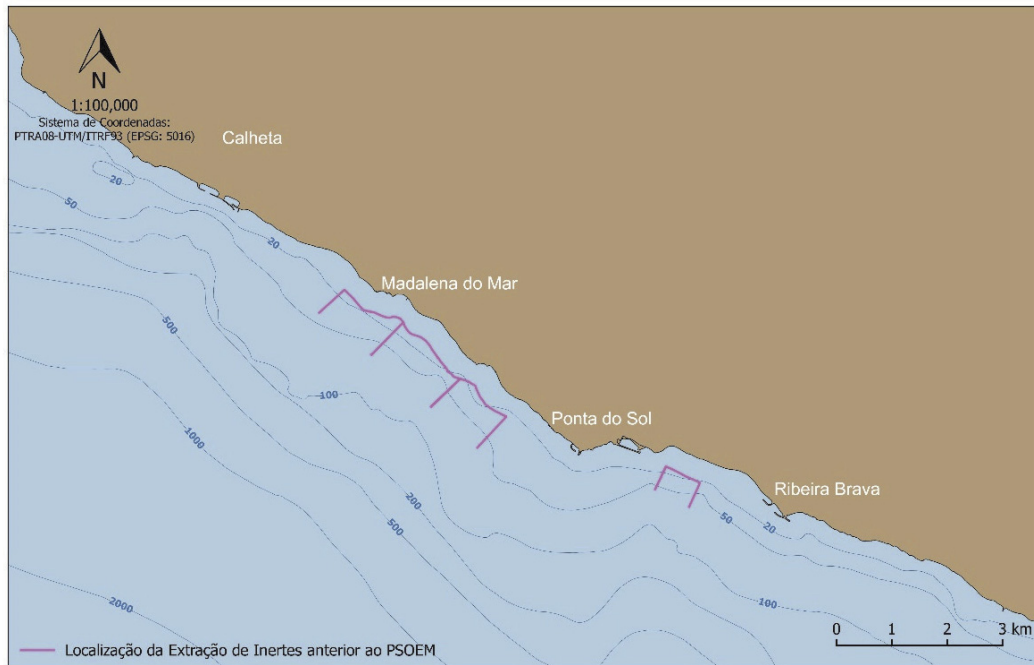 N
1:100,000
Sistema de Coordenadas:
PTRA08-UTM/ITRF93 (EPSG: 5016)
Calheta
20
50
20
Madalena do Mar
500
100
Ponta do Sol
1000
Ribeira Brava
200
50
20
500
100
2000
0 1 2 3 km
Localização da Extração de Inertes anterior ao PSOEM